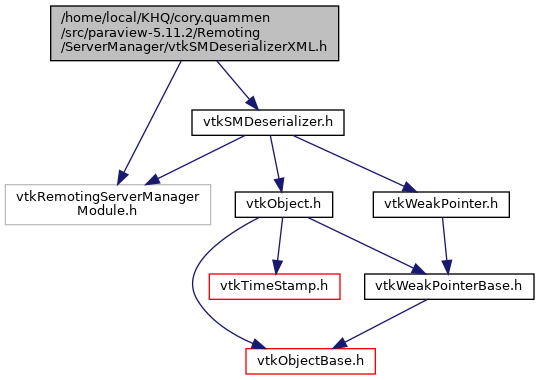 /home/local/KHQ/cory.quammen
/src/paraview-5.11.2/Remoting
/ServerManager/vtkSMDeserializerXML.h
vtkSMDeserializer.h
vtkRemotingServerManager
Module.h
vtkObject.h
vtkWeakPointer.h
vtkTimeStamp.h
vtkWeakPointerBase.h
vtkObjectBase.h